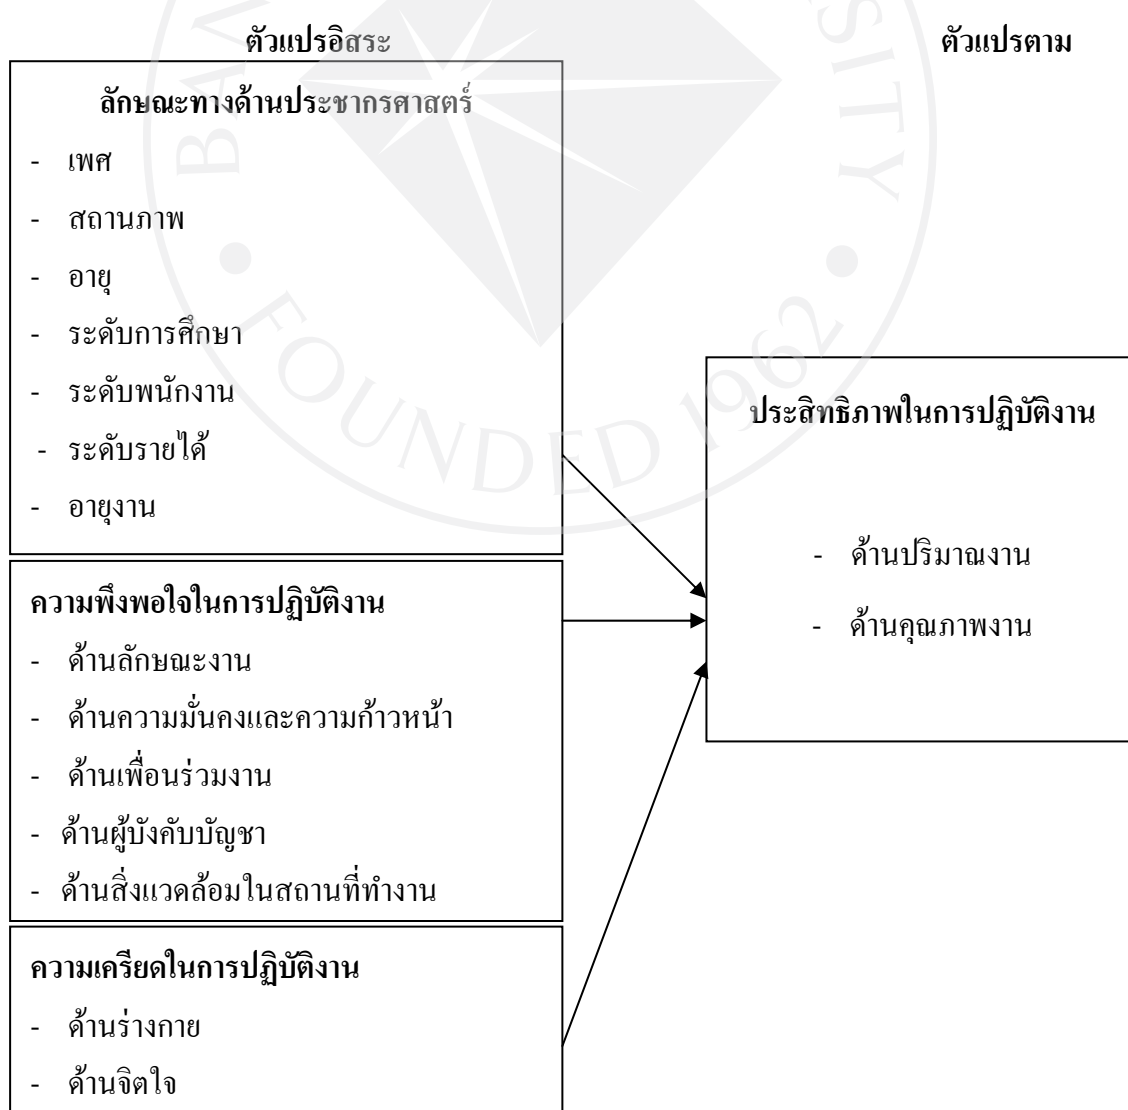 ตัวแปรอิสระ
ตัวแปรตาม
ลักษณะทางด้านประชากรศาสตร์
- เพศ
- สถานภาพ
- อายุ
- ระดับการศึกษา
- ระดับพนักงาน
- ระดับรายได้
- อายุงาน
ความพึงพอใจในการปฏิบัติงาน
- ด้านลักษณะงาน
- ด้านความมั่นคงและความก้าวหน้า
- ด้านเพื่อนร่วมงาน
- ด้านผู้บังคับบัญชา
- ด้านสิ่งแวดล้อมในสถานที่ทำงาน
ความเครียดในการปฏิบัติงาน
- ด้านร่างกาย
- ด้านจิตใจ
ประสิทธิภาพในการปฏิบัติงาน
- ด้านปริมาณงาน
- ด้านคุณภาพงาน
FOUNDED 1962